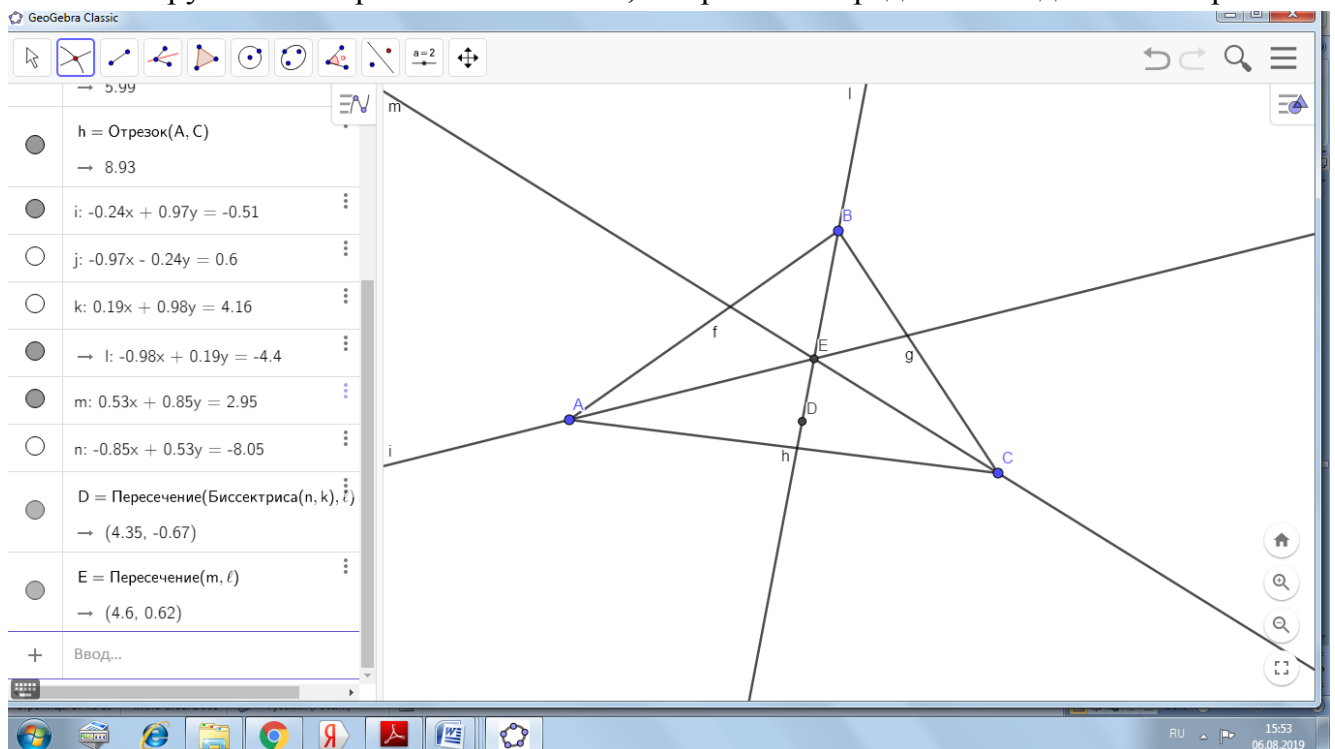 GeoGebra Classic
a=2
→ 5.99
h = Отрезок(A, C)
→ 8.93
i: -0.24x + 0.97y = -0.51
j: -0.97x - 0.24y = 0.6
k: 0.19x + 0.98y = 4.16
→ l: -0.98x + 0.19y = -4.4
m: 0.53x + 0.85y = 2.95
n: -0.85x + 0.53y = -8.05
D = Пересечение(Биссектриса(n, k), ℓ)
→ (4.35, -0.67)
E = Пересечение(m, ℓ)
→ (4.6, 0.62)
+ Ввод...
m
l
B
f
E
g
A
D
i
h
C
RU
15:53
06.08.2019